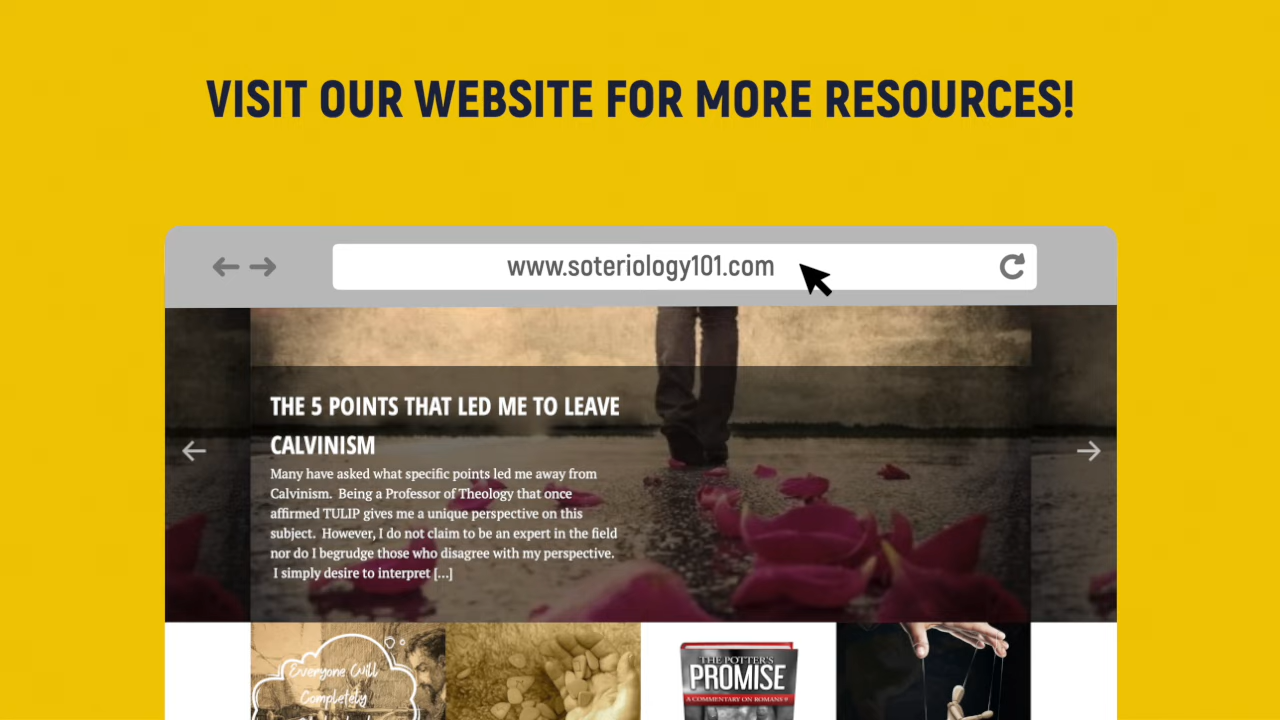 VISIT OUR WEBSITE FOR MORE RESOURCES!
www.soteriology101.com
THE 5 POINTS THAT LED ME TO LEAVE
CALVINISM
Many have asked what specific points led me away from
Calvinism.  Being a Professor of Theology that once
affirmed TULIP gives me a unique perspective on this
subject.  However, I do not claim to be an expert in the field
nor do I begrudge those who disagree with my perspective.
I simply desire to interpret [...]
Everyone Will
Completely
THE POTTER'S
PROMISE
A COMMENTARY ON ROMANS 9